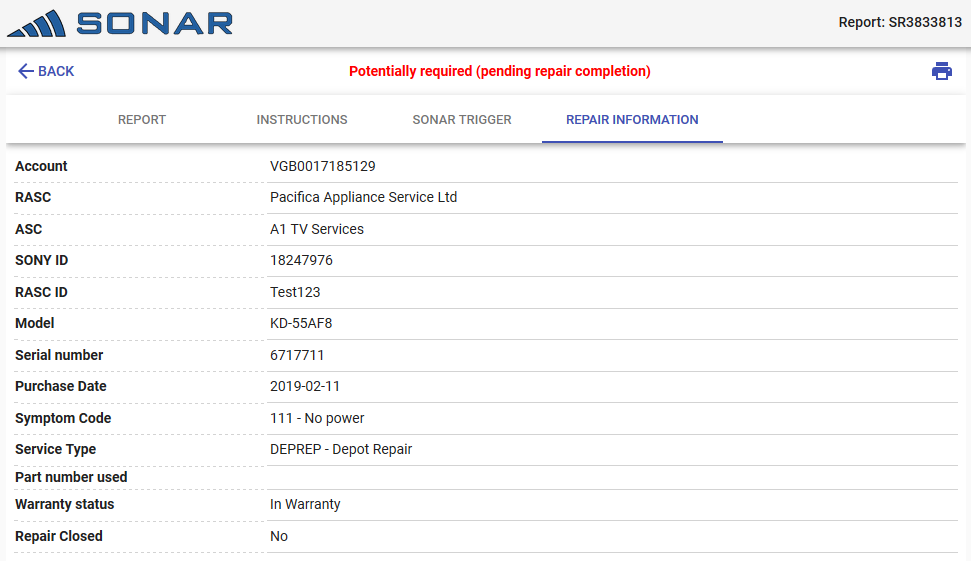 SONAR
Report: SR3833813
BACK
Potentially required (pending repair completion)
REPORT INSTRUCTIONS SONAR TRIGGER REPAIR INFORMATION
Account VGB0017185129
RASC Pacifica Appliance Service Ltd
ASC A1 TV Services
SONY ID 18247976
RASC ID Test123
Model KD-55AF8
Serial number 6717711
Purchase Date 2019-02-11
Symptom Code 111 - No power
Service Type DEPREP - Depot Repair
Part number used
Warranty status In Warranty
Repair Closed No